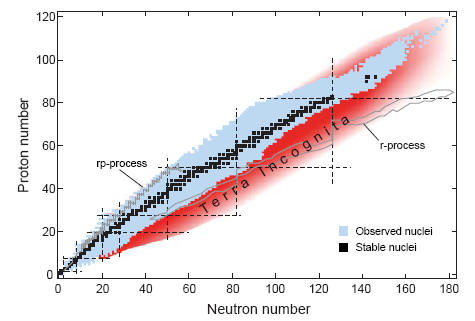 120
100
80
60
40
20
0
Proton number
rp-process
Terra Incognita
r-process
Observed nuclei
Stable nuclei
0 20 40 60 80 100 120 140 160 180
Neutron number